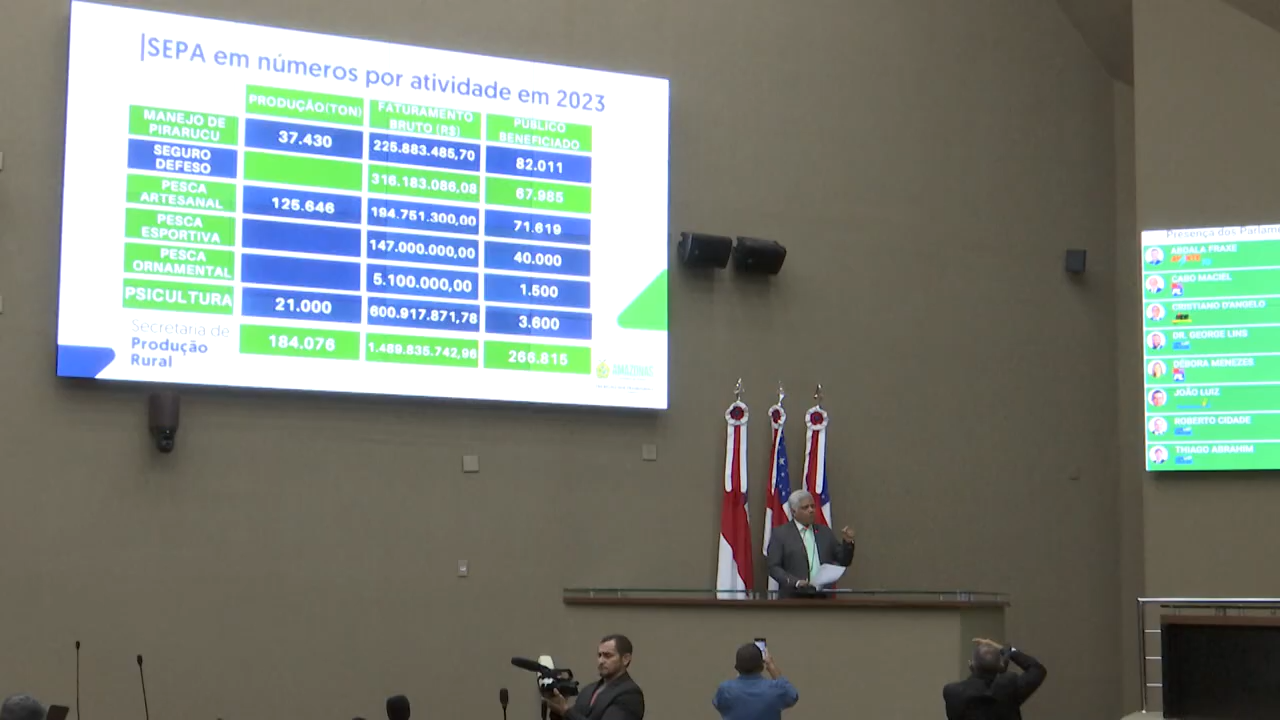 |SEPA em números por atividade em 2023
PRODUÇÃO(TON)
FATURAMENTO
BRUTO (R$)
PÚBLICO
BENEFICIADO
MANEJO DE
PIRARUCU
37.430
225.883.485,70
82.011
SEGURO
DEFESO
316.183.086,08
67.985
PESCA
ARTESANAL
125.646
194.751.300,00
71.619
PESCA
ESPORTIVA
147.000.000,00
40.000
PESCA
ORNAMENTAL
5.100.000,00
1.500
PSICULTURA
21.000
600.917.871,78
3.600
184.076
1.489.835.742,96
266.815
Secretaria de
Produção
Rural
AMAZONAS
Presença dos Parlame
ABDALA FRAXE
CABO MACIEL
CRISTIANO D'ANGELO
DR. GEORGE LINS
DÉBORA MENEZES
JOÃO LUIZ
ROBERTO CIDADE
THIAGO ABRAHIM